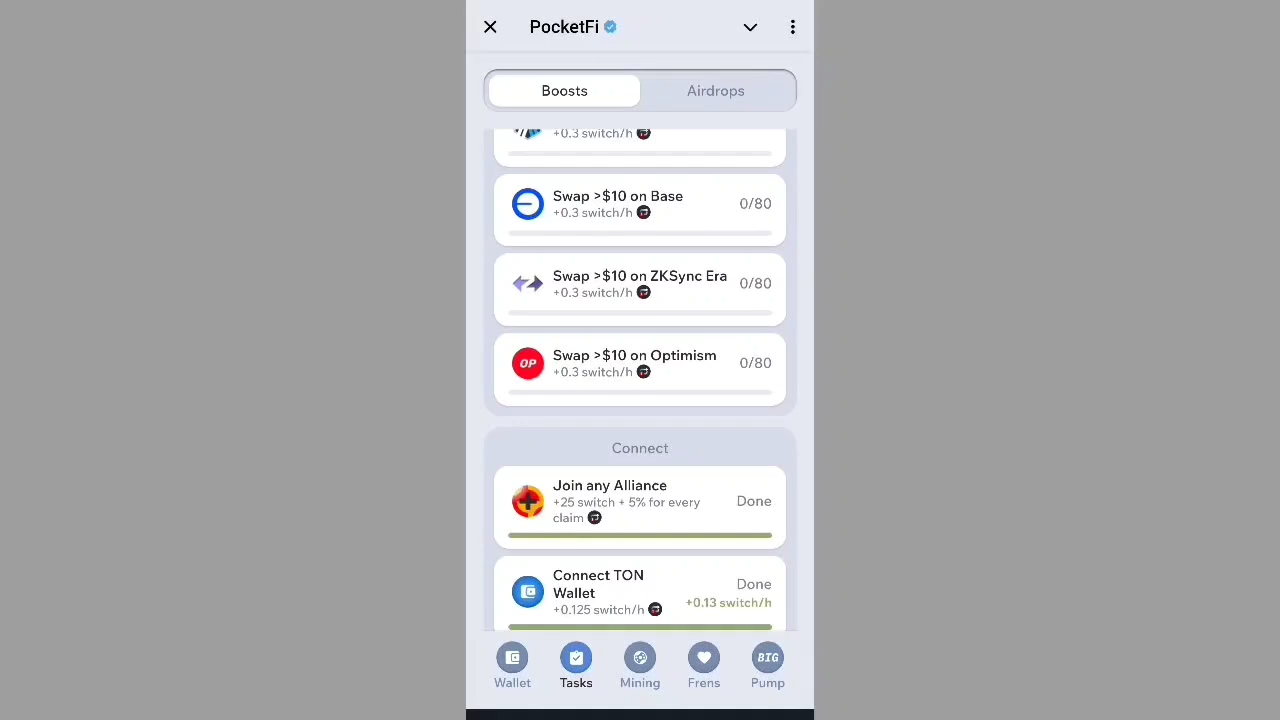 PocketFi
Boosts
Airdrops
+0.3 switch/h
Swap >$10 on Base
+0.3 switch/h
0/80
Swap >$10 on ZKSync Era
+0.3 switch/h
0/80
OP
Swap >$10 on Optimism
+0.3 switch/h
0/80
Connect
Join any Alliance
+25 switch + 5% for every
claim
Done
Connect TON
Wallet
+0.125 switch/h
Done
+0.13 switch/h
Wallet
Tasks
Mining
Frens
BIG
Pump